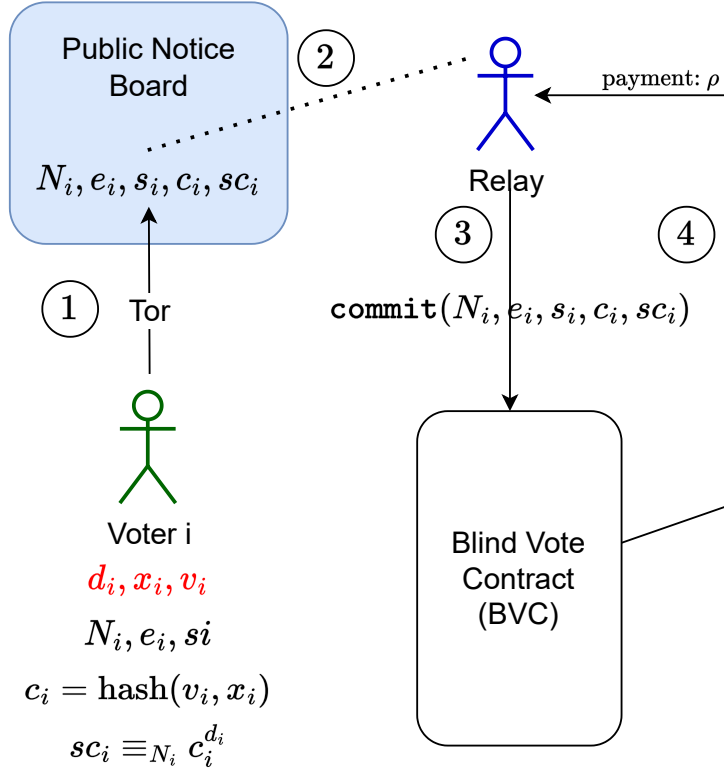 Public Notice
Board
2
payment: ρ
N_i, e_i, s_i, c_i, sc_i
Relay
3
4
1
Tor
commit(N_i, e_i, s_i, c_i, sc_i)
Voter i
d_i, x_i, v_i
N_i, e_i, si
c_i = hash(v_i, x_i)
sc_i ≡_{N_i} c_i^{d_i}
Blind Vote
Contract
(BVC)